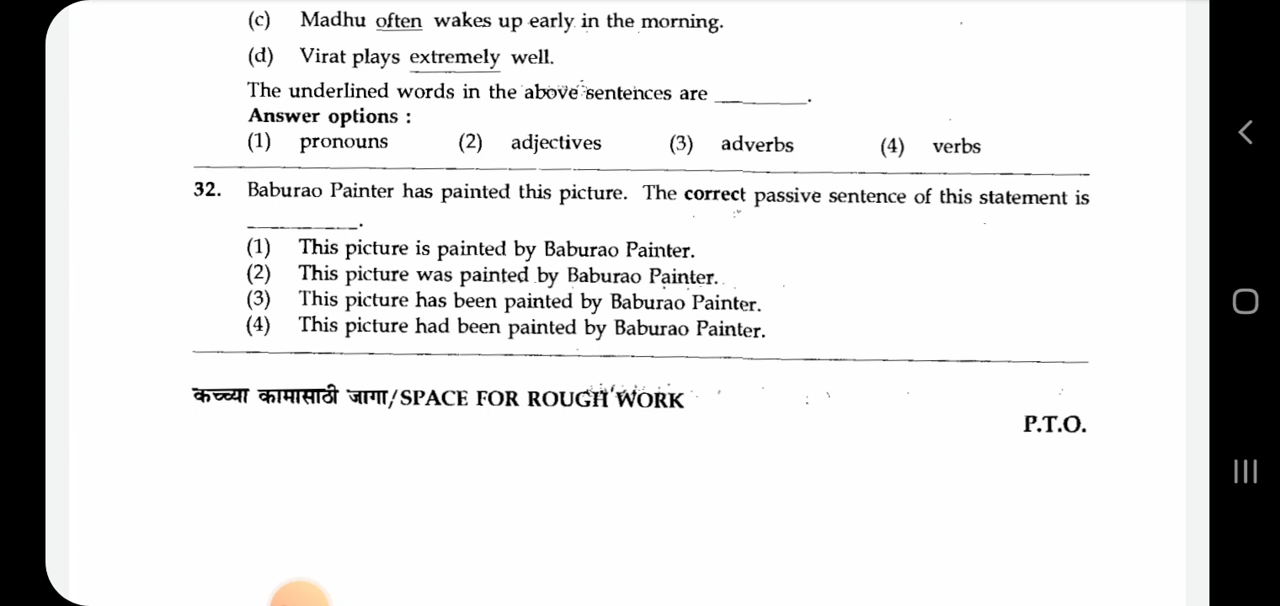 (c) Madhu often wakes up early in the morning.
(d) Virat plays extremely well.
The underlined words in the above sentences are ________.
Answer options :
(1) pronouns (2) adjectives (3) adverbs (4) verbs
32. Baburao Painter has painted this picture. The correct passive sentence of this statement is
________.
(1) This picture is painted by Baburao Painter.
(2) This picture was painted by Baburao Painter.
(3) This picture has been painted by Baburao Painter.
(4) This picture had been painted by Baburao Painter.
कच्च्या कामासाठी जागा/SPACE FOR ROUGH WORK
P.T.O.